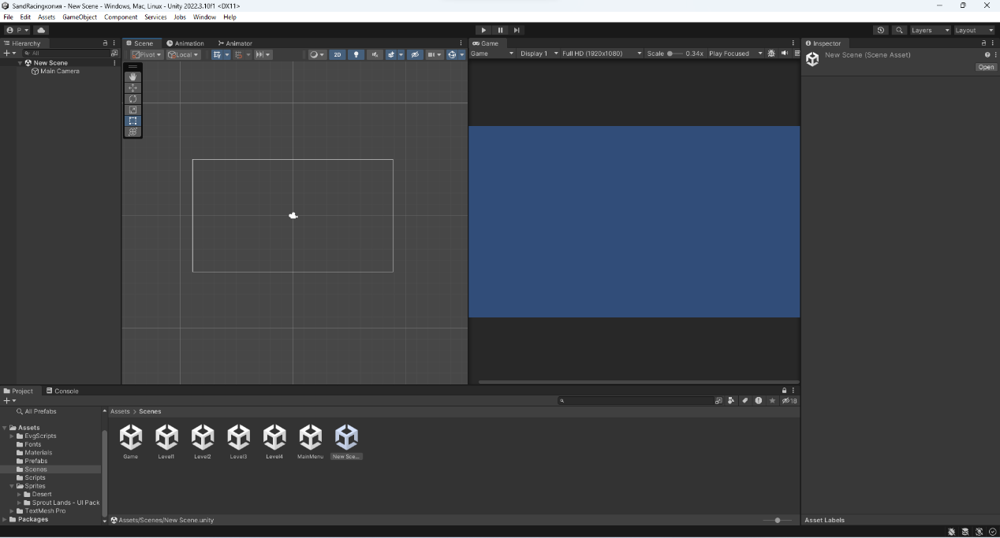 SandRacingкопия - New Scene - Windows, Mac, Linux - Unity 2022.3.10f1 <DX11>
File Edit Assets GameObject Component Services Jobs Window Help
P
Layers
Layout
Hierarchy
All
New Scene
Main Camera
Scene
Animation
Animator
Pivot
Local
2D
Game
Game
Display 1
Full HD (1920x1080)
Scale
0.34x
Play Focused
Inspector
New Scene (Scene Asset)
Open
Project
Console
18
All Prefabs
Assets
EvgScripts
Fonts
Materials
Prefabs
Scenes
Scripts
Sprites
Desert
Sprout Lands - UI Pack
TextMesh Pro
Packages
Assets > Scenes
Game
Level1
Level2
Level3
Level4
MainMenu
New Sce...
Assets/Scenes/New Scene.unity
Asset Labels